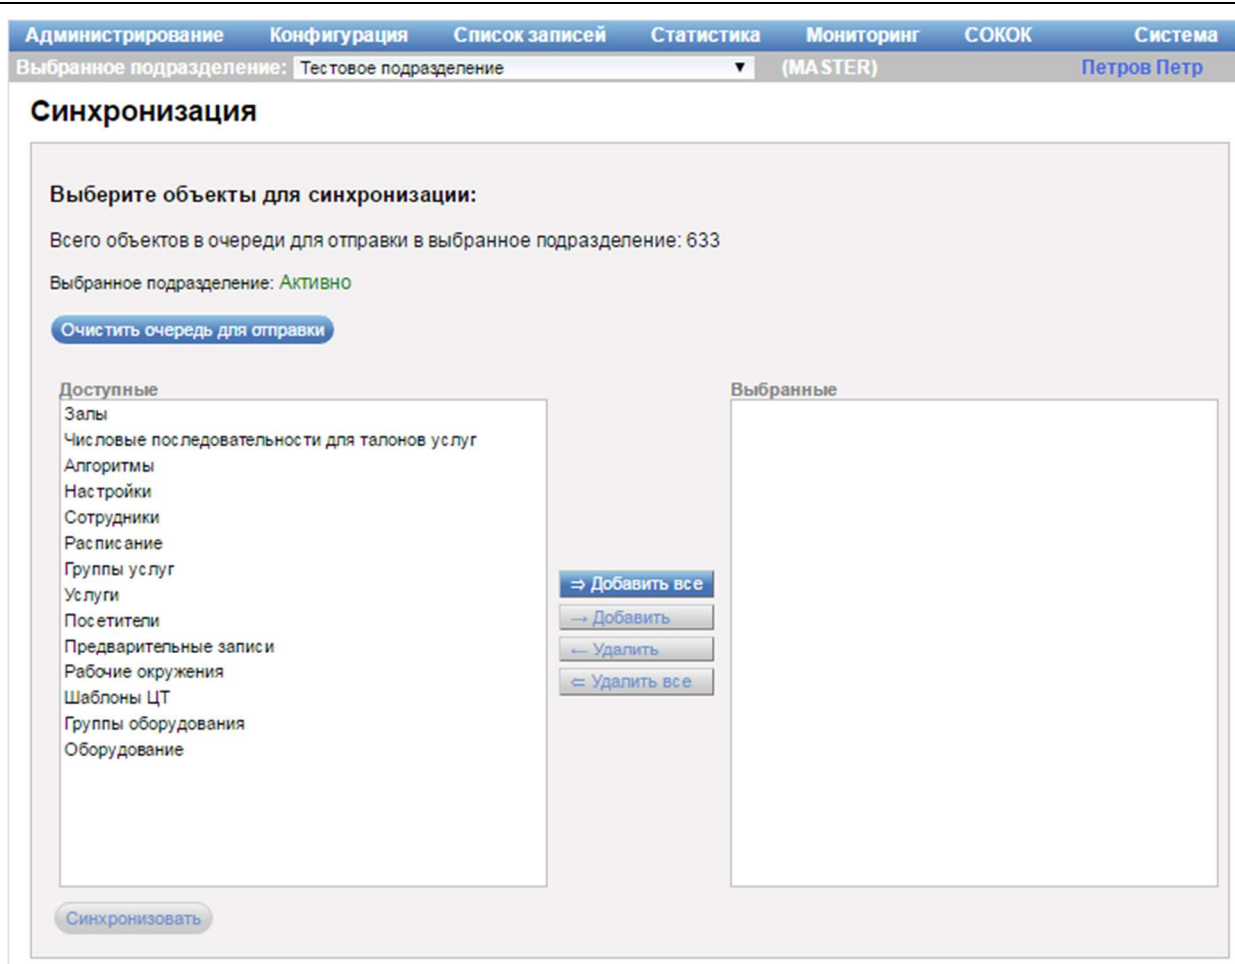 Администрирование Конфигурация Список записей Статистика Мониторинг СОКОК Система
Выбранное подразделение: Тестовое подразделение (MASTER) Петров Петр
Синхронизация
Выберите объекты для синхронизации:
Всего объектов в очереди для отправки в выбранное подразделение: 633
Выбранное подразделение: Активно
Очистить очередь для отправки
Доступные
Залы
Числовые последовательности для талонов услуг
Алгоритмы
Настройки
Сотрудники
Расписание
Группы услуг
Услуги
Посетители
Предварительные записи
Рабочие окружения
Шаблоны ЦТ
Группы оборудования
Оборудование
⇒ Добавить все
→ Добавить
← Удалить
⇐ Удалить все
Выбранные
Синхронизовать